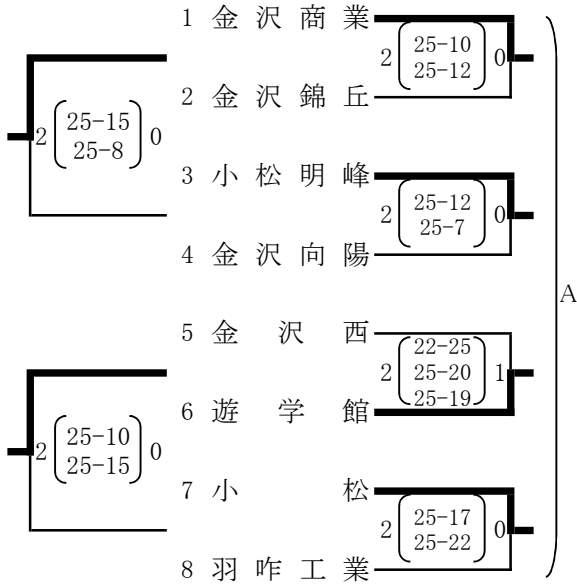 1 金沢商業
2 25-10 0
25-12
2 金沢錦丘
2 25-15 0
25-8
3 小松明峰
2 25-12 0
25-7
4 金沢向陽
A
5 金沢西
2 22-25 1
25-20
25-19
6 遊学館
2 25-10 0
25-15
7 小松
2 25-17 0
25-22
8 羽咋工業